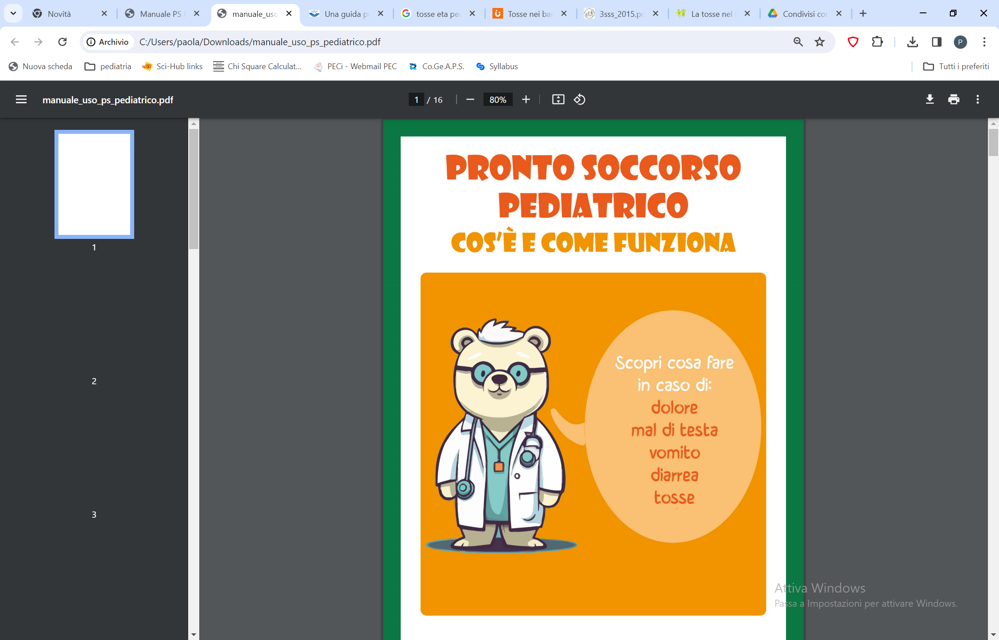 Novità
Manuale PS
manuale_uso
Una guida p
tosse eta pe
Tosse nei ba
3sss_2015.p
La tosse nel
Condivisi co
Archivio
C:/Users/paola/Downloads/manuale_uso_ps_pediatrico.pdf
P
Nuova scheda
pediatria
Sci-Hub links
Chi Square Calculat...
PECi - Webmail PEC
Co.Ge.A.P.S.
Syllabus
Tutti i preferiti
manuale_uso_ps_pediatrico.pdf
1 / 16
80%
1
2
3
PRONTO SOCCORSO
PEDIATRICO
COS'È E COME FUNZIONA
Scopri cosa fare
in caso di:
dolore
mal di testa
vomito
diarrea
tosse
Attiva Windows
Passa a Impostazioni per attivare Windows.